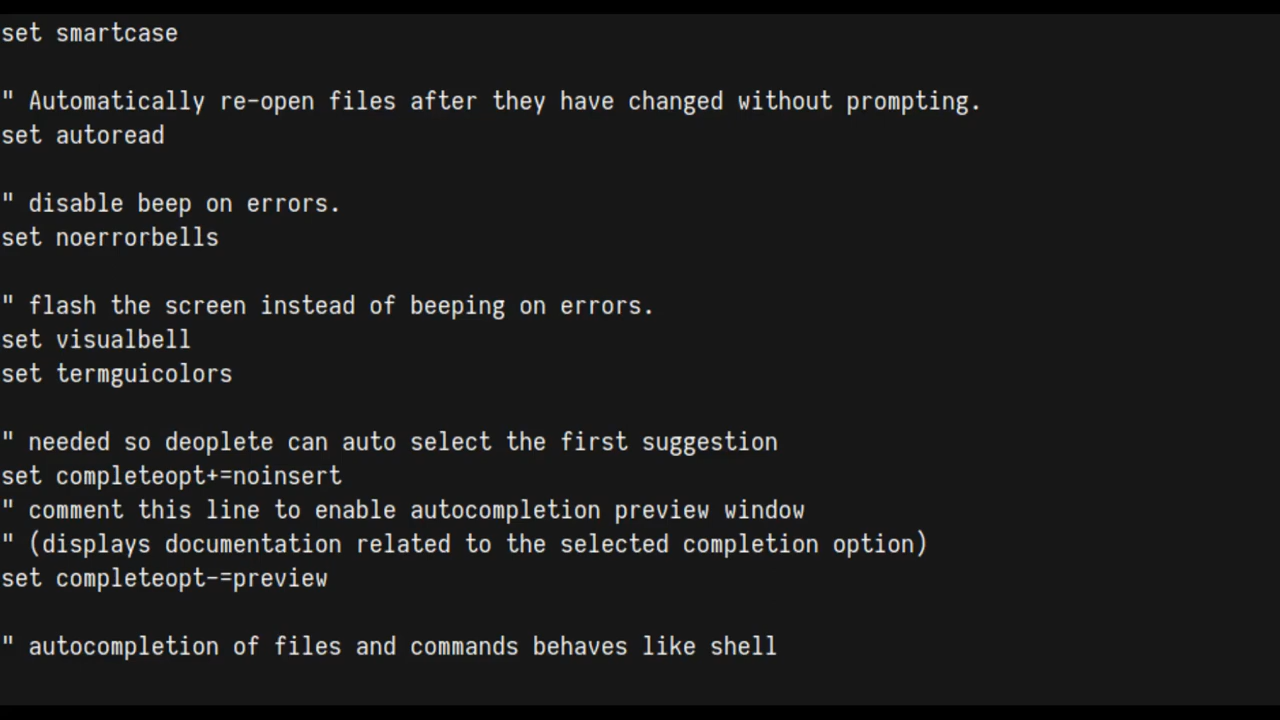 set smartcase
" Automatically re-open files after they have changed without prompting.
set autoread
" disable beep on errors.
set noerrorbells
" flash the screen instead of beeping on errors.
set visualbell
set termguicolors
" needed so deoplete can auto select the first suggestion
set completeopt+=noinsert
" comment this line to enable autocompletion preview window
" (displays documentation related to the selected completion option)
set completeopt-=preview
" autocompletion of files and commands behaves like shell